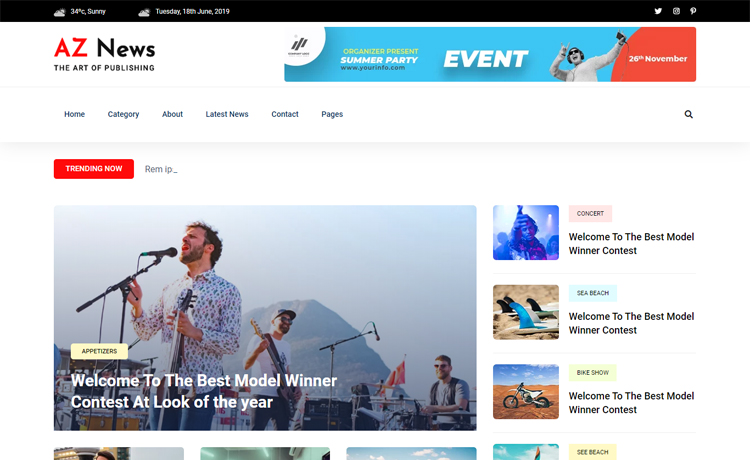 34ºc, Sunny
Tuesday, 18th June, 2019
AZ News
THE ART OF PUBLISHING
ORGANIZER PRESENT
SUMMER PARTY
www.yourinfo.com
EVENT
26th November
Home Category About Latest News Contact Pages
TRENDING NOW
Rem ip_
APPETIZERS
Welcome To The Best Model Winner
Contest At Look of the year
CONCERT
Welcome To The Best Model
Winner Contest
SEA BEACH
Welcome To The Best Model
Winner Contest
BIKE SHOW
Welcome To The Best Model
Winner Contest
SEE BEACH